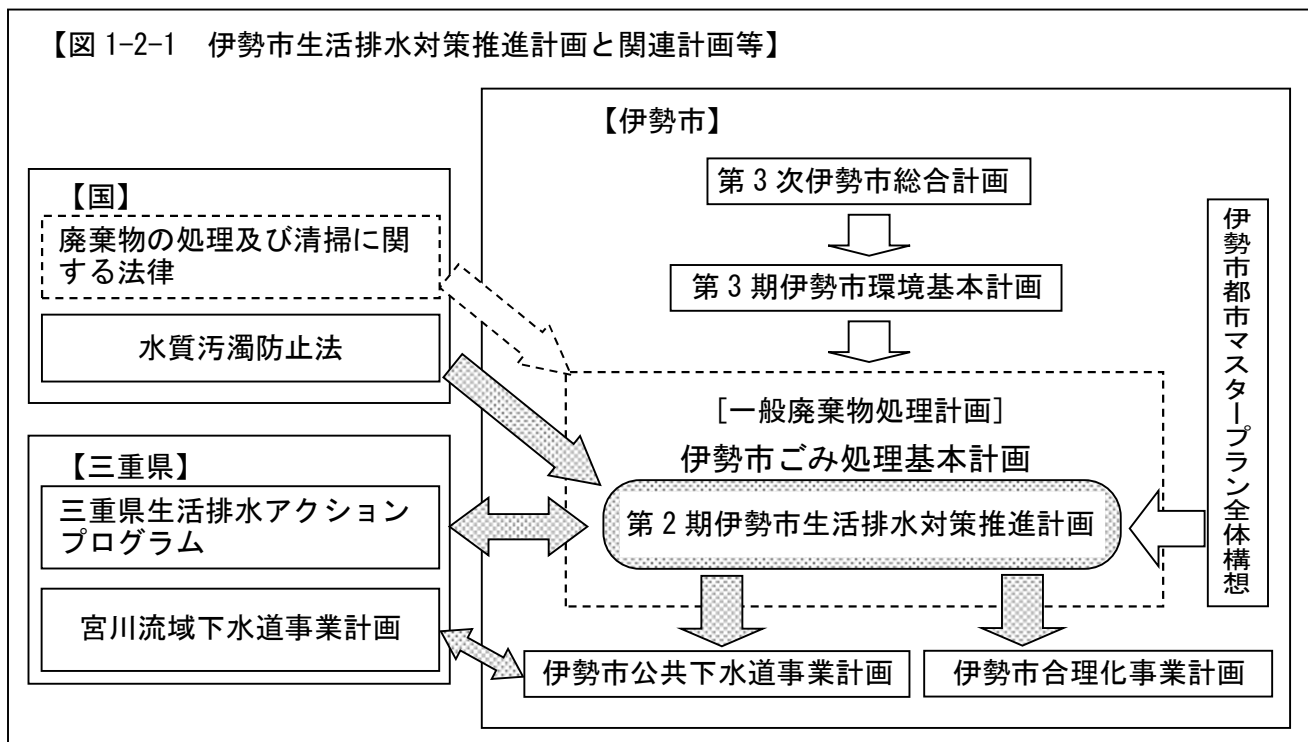 【図 1-2-1　伊勢市生活排水対策推進計画と関連計画等】
【伊勢市】
第３次伊勢市総合計画
【国】
廃棄物の処理及び清掃に関
する法律
第３期伊勢市環境基本計画
水質汚濁防止法
[一般廃棄物処理計画]
伊勢市ごみ処理基本計画
【三重県】
三重県生活排水アクション
プログラム
第２期伊勢市生活排水対策推進計画
伊勢市都市マスタープラン全体構想
宮川流域下水道事業計画
伊勢市公共下水道事業計画
伊勢市合理化事業計画